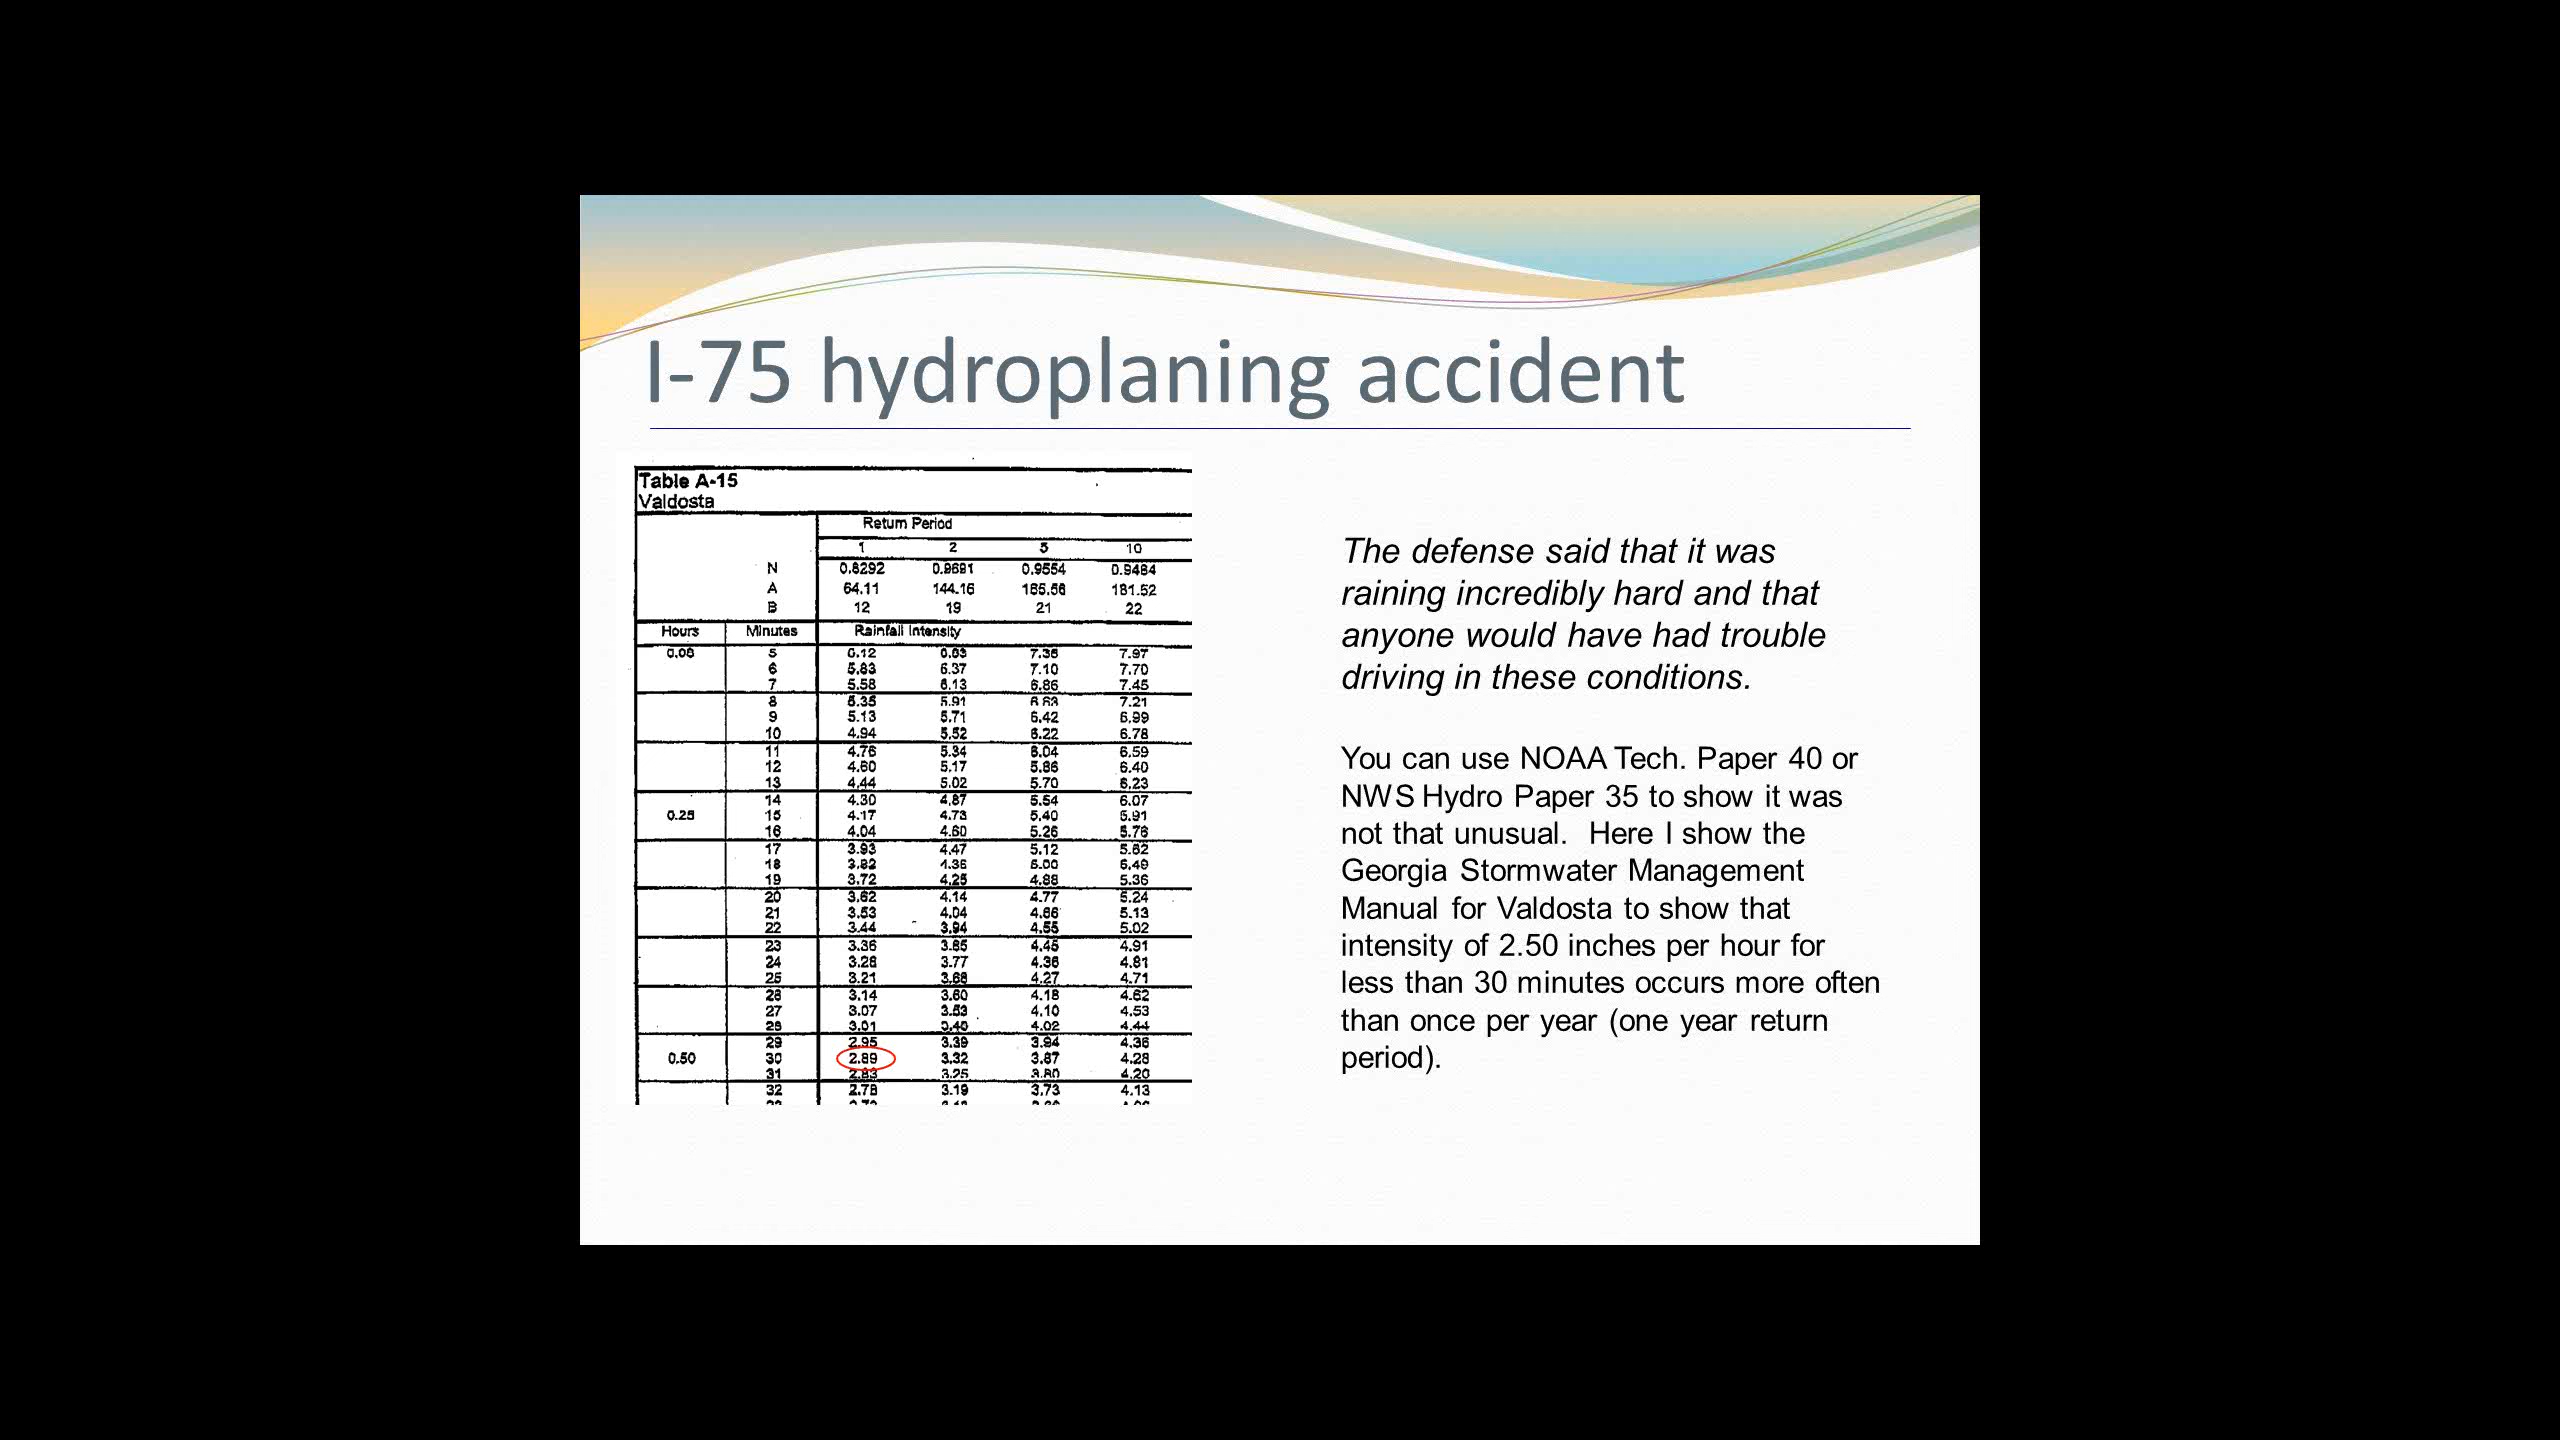 I-75 hydroplaning accident
Table A-15
Valdosta
Return Period
1 2 5 10
N 0.8292 0.9691 0.9554 0.9484
A 64.11 144.16 165.56 181.52
B 12 19 21 22
Hours Minutes Rainfall Intensity
0.08 5 6.12 7.36 7.97
6 5.83 6.37 7.10 7.70
7 5.58 6.13 6.86 7.45
8 5.35 5.91 6.63 7.21
9 5.13 5.71 6.42 6.99
10 4.94 5.52 6.22 6.78
11 4.76 5.34 6.04 6.59
12 4.60 5.17 5.86 6.40
13 4.44 5.02 5.70 6.23
14 4.30 4.87 5.54 6.07
0.25 15 4.17 4.73 5.40 5.91
16 4.04 4.60 5.26 5.76
17 3.93 4.47 5.12 5.62
18 3.82 4.36 5.00 5.49
19 3.72 4.25 4.88 5.36
20 3.62 4.14 4.77 5.24
21 3.53 4.04 4.66 5.13
22 3.44 3.94 4.55 5.02
23 3.36 3.85 4.45 4.91
24 3.28 3.77 4.36 4.81
25 3.21 3.68 4.27 4.71
26 3.14 3.60 4.18 4.62
27 3.07 3.53 4.10 4.53
28 3.01 4.02 4.44
29 2.95 3.39 3.94 4.36
0.50 30 2.89 3.32 3.87 4.28
31 2.83 3.25 3.80 4.20
32 2.78 3.19 3.73 4.13
The defense said that it was
raining incredibly hard and that
anyone would have had trouble
driving in these conditions.
You can use NOAA Tech. Paper 40 or
NWS Hydro Paper 35 to show it was
not that unusual. Here I show the
Georgia Stormwater Management
Manual for Valdosta to show that
intensity of 2.50 inches per hour for
less than 30 minutes occurs more often
than once per year (one year return
period).